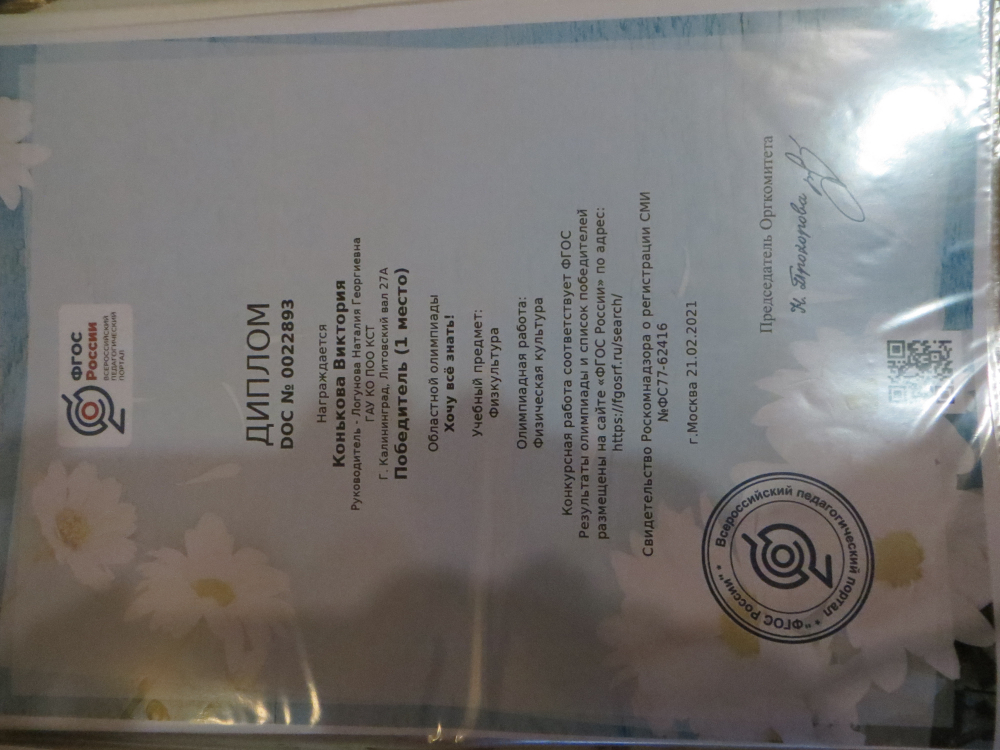 ФГОС
России
ВСЕРОССИЙСКИЙ
ПЕДАГОГИЧЕСКИЙ
ПОРТАЛ
ДИПЛОМ
DOC № 0022893
Награждается
Конькова Виктория
Руководитель - Логунова Наталия Георгиевна
ГАУ КО ПОО КСТ
Г. Калининград, Литовский вал 27А
Победитель (1 место)
Областной олимпиады
Хочу всё знать!
Учебный предмет:
Физкультура
Олимпиадная работа:
Физическая культура
Конкурсная работа соответствует ФГОС
Результаты олимпиады и список победителей
размещены на сайте «ФГОС России» по адрес:
https://fgosrf.ru/search/
Свидетельство Роскомнадзора о регистрации СМИ
№ФС77-62416
г.Москва 21.02.2021
Председатель Оргкомитета
Н. Прохорова
Всероссийский педагогический портал * "ФГОС России" *